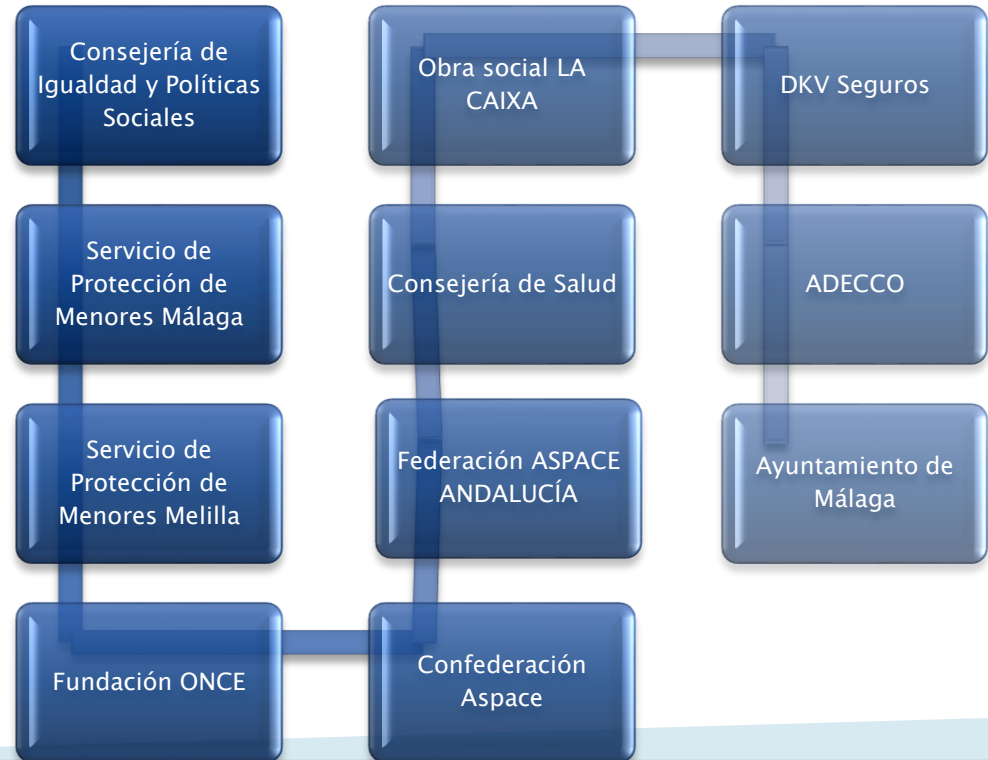 Consejería de
Igualdad y Políticas
Sociales
Servicio de
Protección de
Menores Málaga
Servicio de
Protección de
Menores Melilla
Fundación ONCE
Confederación
Aspace
Federación ASPACE
ANDALUCÍA
Consejería de Salud
Obra social LA
CAIXA
DKV Seguros
ADECCO
Ayuntamiento de
Málaga